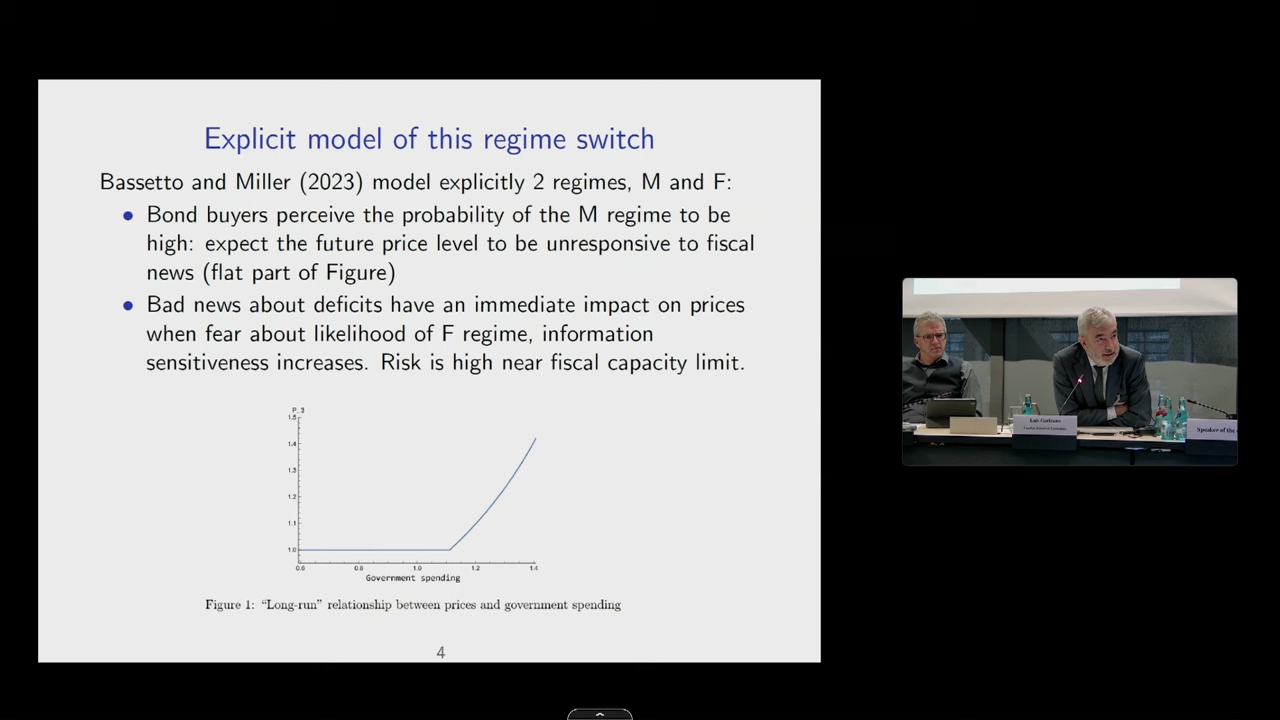 Explicit model of this regime switch
Bassetto and Miller (2023) model explicitly 2 regimes, M and F:
• Bond buyers perceive the probability of the M regime to be
high: expect the future price level to be unresponsive to fiscal
news (flat part of Figure)
• Bad news about deficits have an immediate impact on prices
when fear about likelihood of F regime, information
sensitiveness increases. Risk is high near fiscal capacity limit.
1.4
1.3
1.2
1.1
1.0
0.8 1.0 1.2 1.4
Government spending
Figure 1: "Long-run" relationship between prices and government spending
4
Luis Garicano
Speaker of the